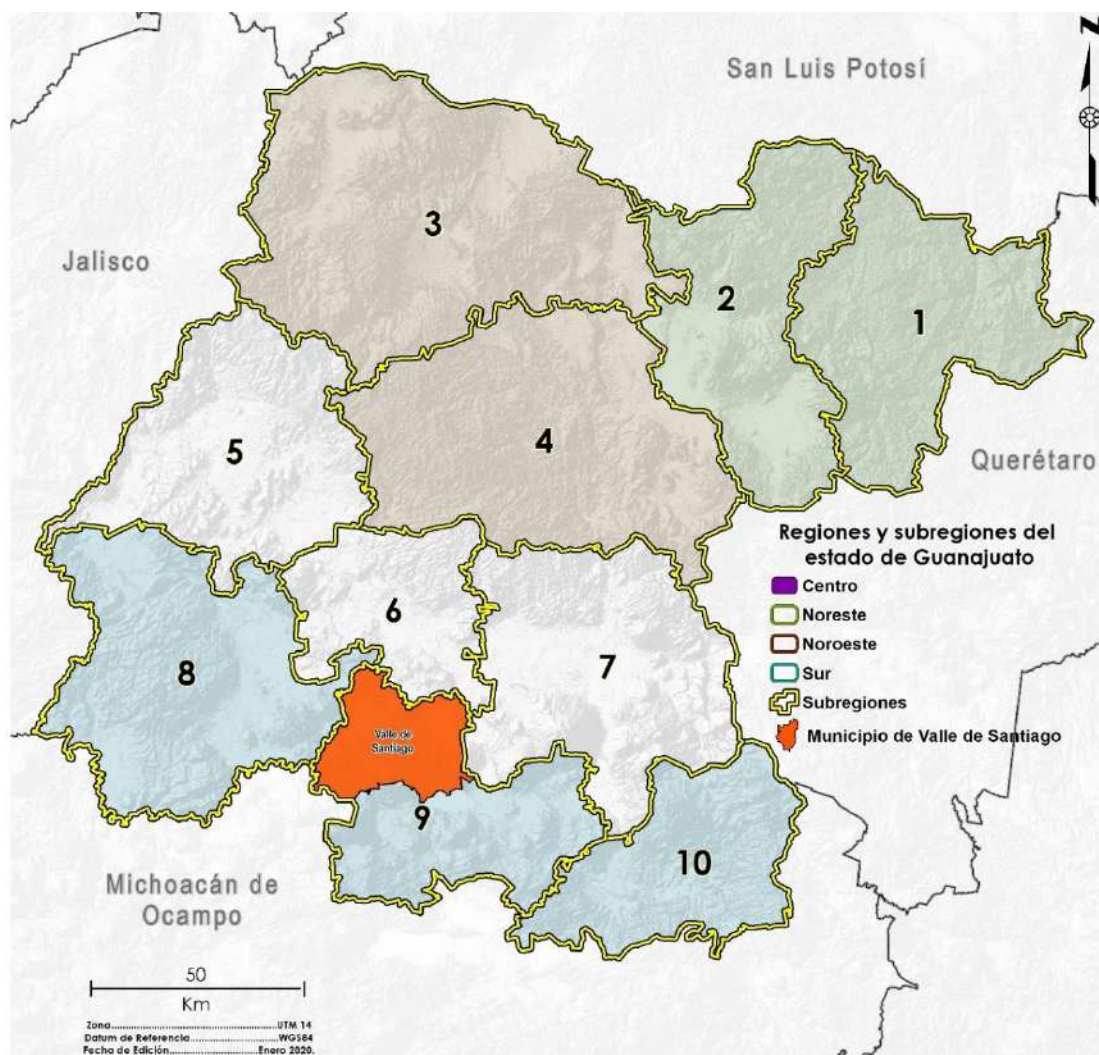 Z
San Luis Potosí
Jalisco
3
2
1
5
4
Querétaro
Regiones y subregiones del
estado de Guanajuato
Centro
Noreste
Noroeste
Sur
Subregiones
Municipio de Valle de Santiago
6
7
8
Valle de
Santiago
9
10
Michoacán de
Ocampo
50
Km
Zona....................................UTM 14
Datum de Referencia..................WGS84
Fecha de Edición................Enero 2020.